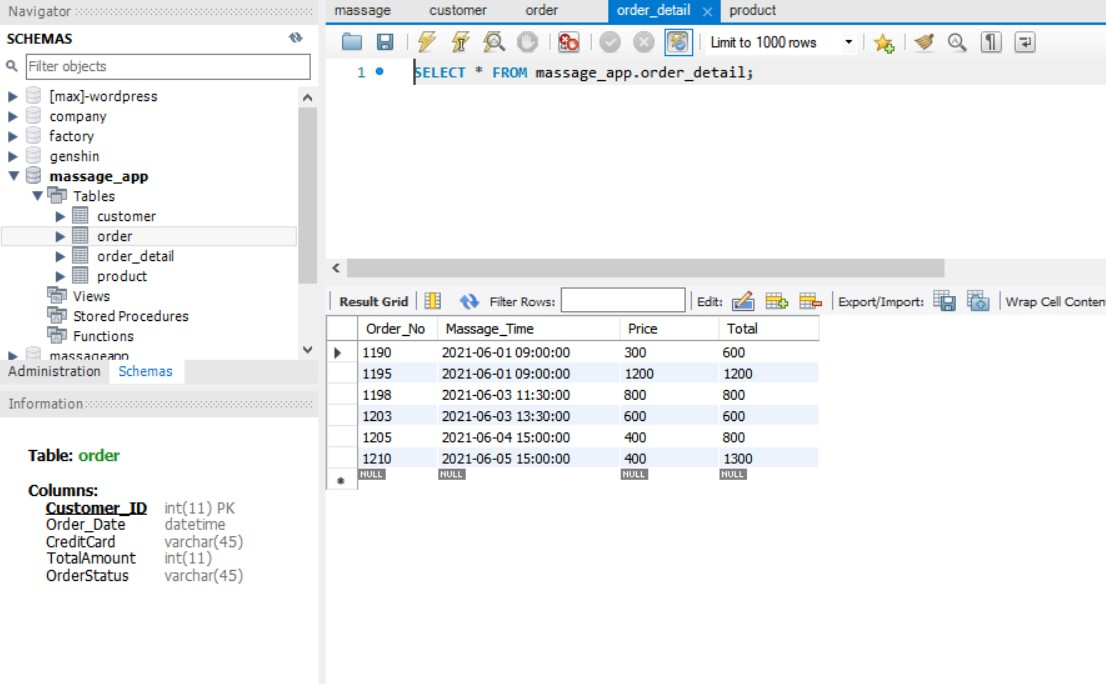 Navigator
SCHEMAS
Filter objects
[max]-wordpress
company
factory
genshin
massage_app
Tables
customer
order
order_detail
product
Views
Stored Procedures
Functions
massageapp
Administration Schemas
Information
Table: order
Columns:
Customer_ID int(11) PK
Order_Date datetime
CreditCard varchar(45)
TotalAmount int(11)
OrderStatus varchar(45)
massage customer order order_detail product
Limit to 1000 rows
1 SELECT * FROM massage_app.order_detail;
Result Grid Filter Rows: Edit: Export/Import: Wrap Cell Conten
Order_No Massage_Time Price Total
1190 2021-06-01 09:00:00 300 600
1195 2021-06-01 09:00:00 1200 1200
1198 2021-06-03 11:30:00 800 800
1203 2021-06-03 13:30:00 600 600
1205 2021-06-04 15:00:00 400 800
1210 2021-06-05 15:00:00 400 1300
NULL NULL NULL NULL